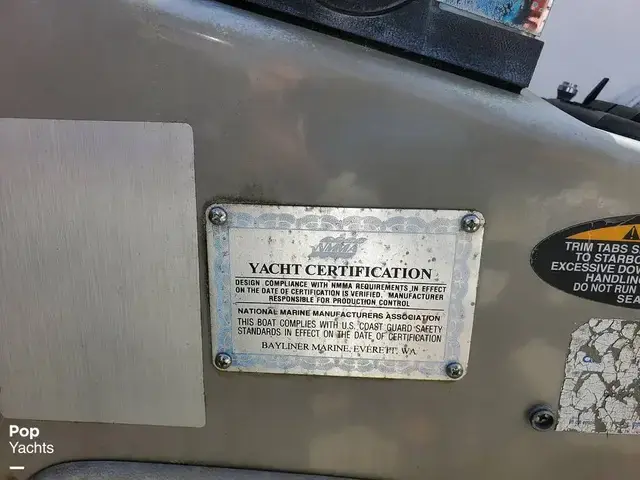 NMMA
YACHT CERTIFICATION
DESIGN COMPLIANCE WITH NMMA REQUIREMENTS IN EFFECT
ON THE DATE OF CERTIFICATION IS VERIFIED. MANUFACTURER
RESPONSIBLE FOR PRODUCTION CONTROL
NATIONAL MARINE MANUFACTURERS ASSOCIATION
THIS BOAT COMPLIES WITH U.S. COAST GUARD SAFETY
STANDARDS IN EFFECT ON THE DATE OF CERTIFICATION
BAYLINER MARINE, EVERETT, WA.
TRIM TABS
TO STARBO
EXCESSIVE DO
HANDLIN
DO NOT RUN
SEA
Pop
Yachts